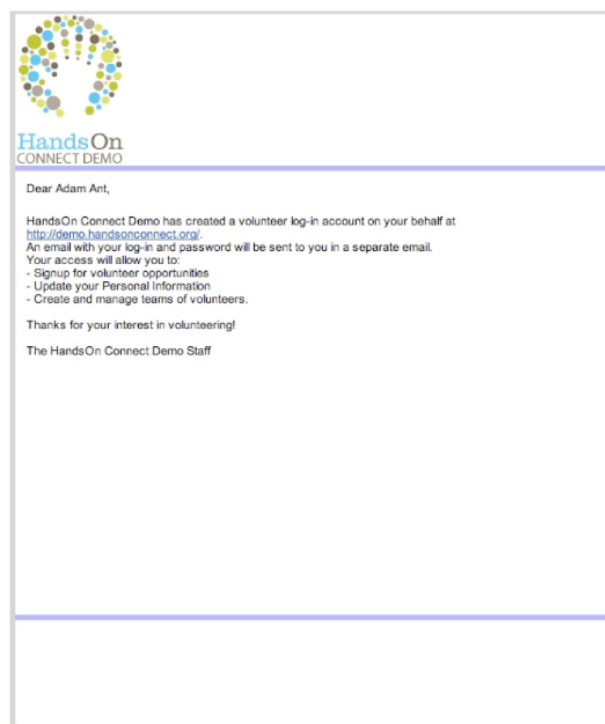 HandsOn
CONNECT DEMO
Dear Adam Ant,
HandsOn Connect Demo has created a volunteer log-in account on your behalf at
http://demo.handsonconnect.org/.
An email with your log-in and password will be sent to you in a separate email.
Your access will allow you to:
- Signup for volunteer opportunities
- Update your Personal Information
- Create and manage teams of volunteers.
Thanks for your interest in volunteering!
The HandsOn Connect Demo Staff